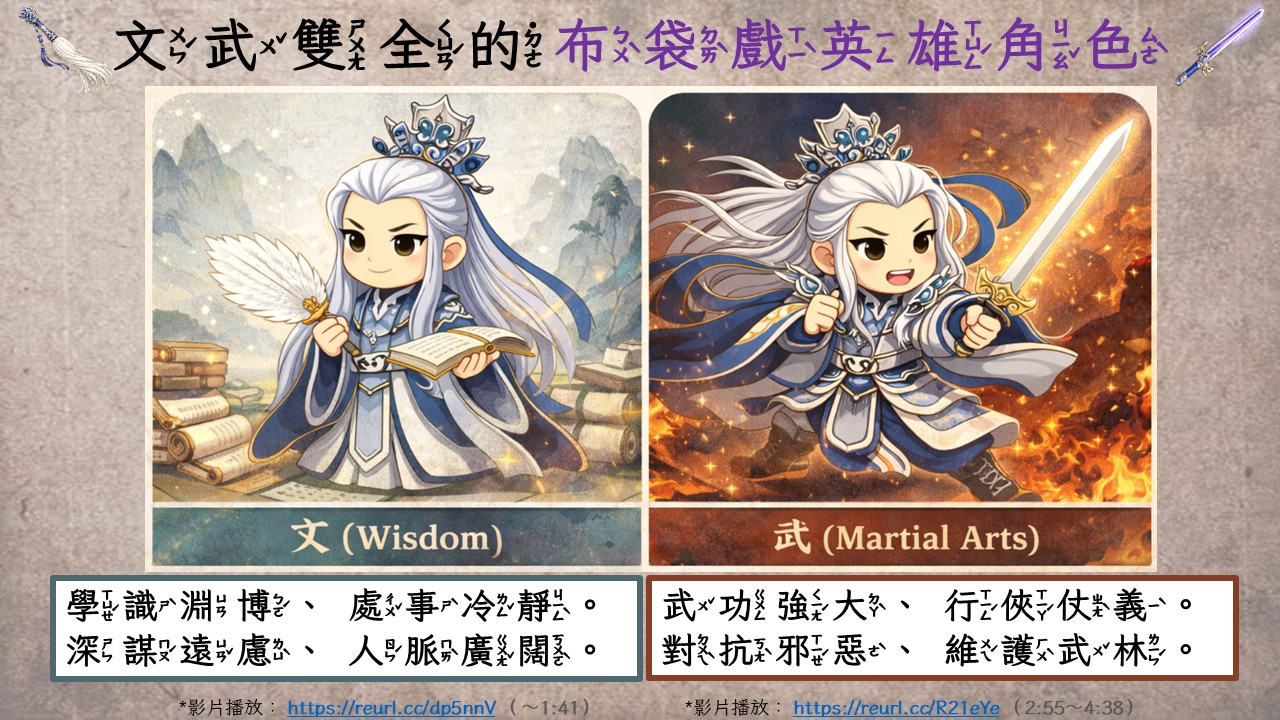 文武雙全的布袋戲英雄角色
文 (Wisdom)
武 (Martial Arts)
學識淵博、 處事冷靜。
深謀遠慮、 人脈廣闊。
武功強大、 行俠仗義。
對抗邪惡、 維護武林。
*影片播放： https://reurl.cc/dp5nnV （～1:41）
*影片播放： https://reurl.cc/R21eYe （2:55～4:38）